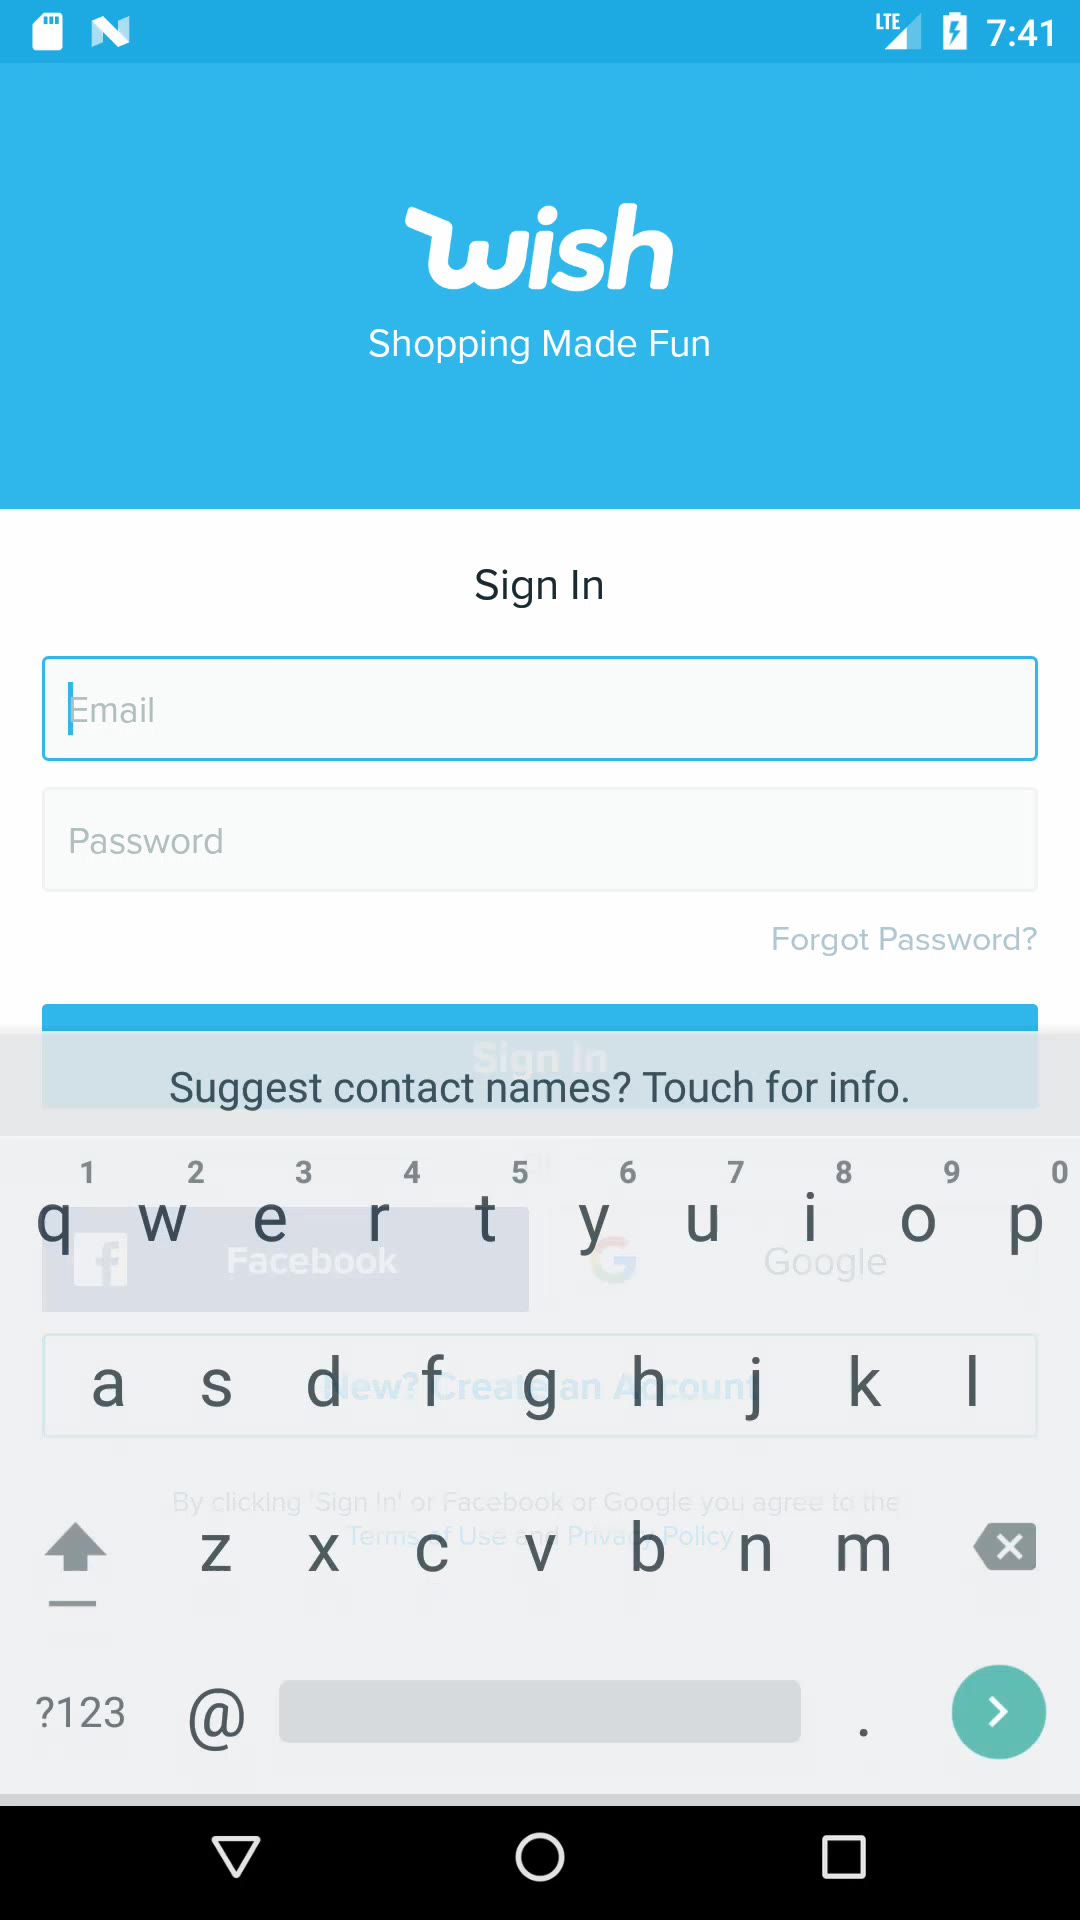 LTE 7:41
wish
Shopping Made Fun
Sign In
Email
Password
Forgot Password?
Sign In
Suggest contact names? Touch for info.
1 2 3 4 5 6 7 8 9 0
q w e r t y u i o p
Facebook Google
a s d f g h j k l
New? Create an Account
By clicking 'Sign In' or Facebook or Google you agree to the
Terms of Use and Privacy Policy
z x c v b n m
?123 @ .